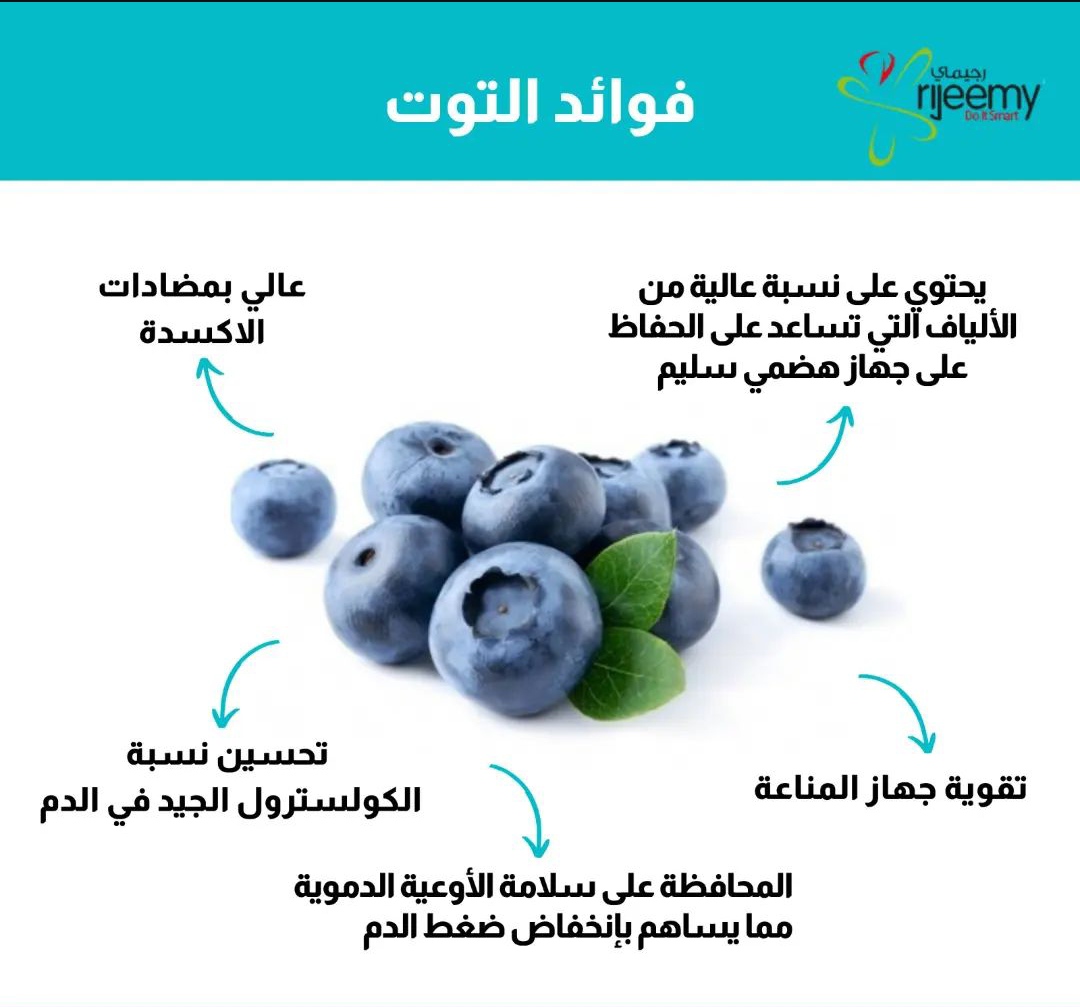 فوائد التوت
رجيماي
rijeemy
Do It Smart
يحتوي على نسبة عالية من
الألياف التي تساعد على الحفاظ
على جهاز هضمي سليم
عالي بمضادات
الاكسدة
تقوية جهاز المناعة
تحسين نسبة
الكولسترول الجيد في الدم
المحافظة على سلامة الأوعية الدموية
مما يساهم بإنخفاض ضغط الدم